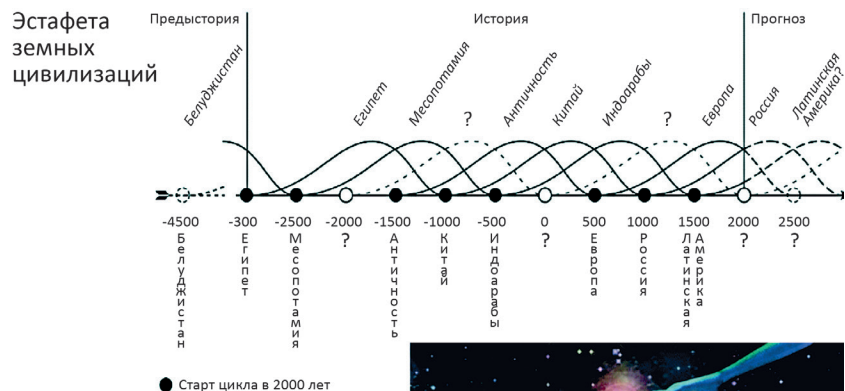 Эстафета
земных
цивилизаций
Предыстория
История
Прогноз
Белуджистан
Египет
Месопотамия
?
Античность
Китай
Индоарабы
?
Европа
Россия
Латинская
Америка?
-4500 -300 -2500 -2000 -1500 -1000 -500 0 500 1000 1500 2000 2500
Белуджистан
Египет
Месопотамия
?
Античность
Китай
Индоарабы
?
Европа
Россия
Латинская
Америка
?
?
Старт цикла в 2000 лет